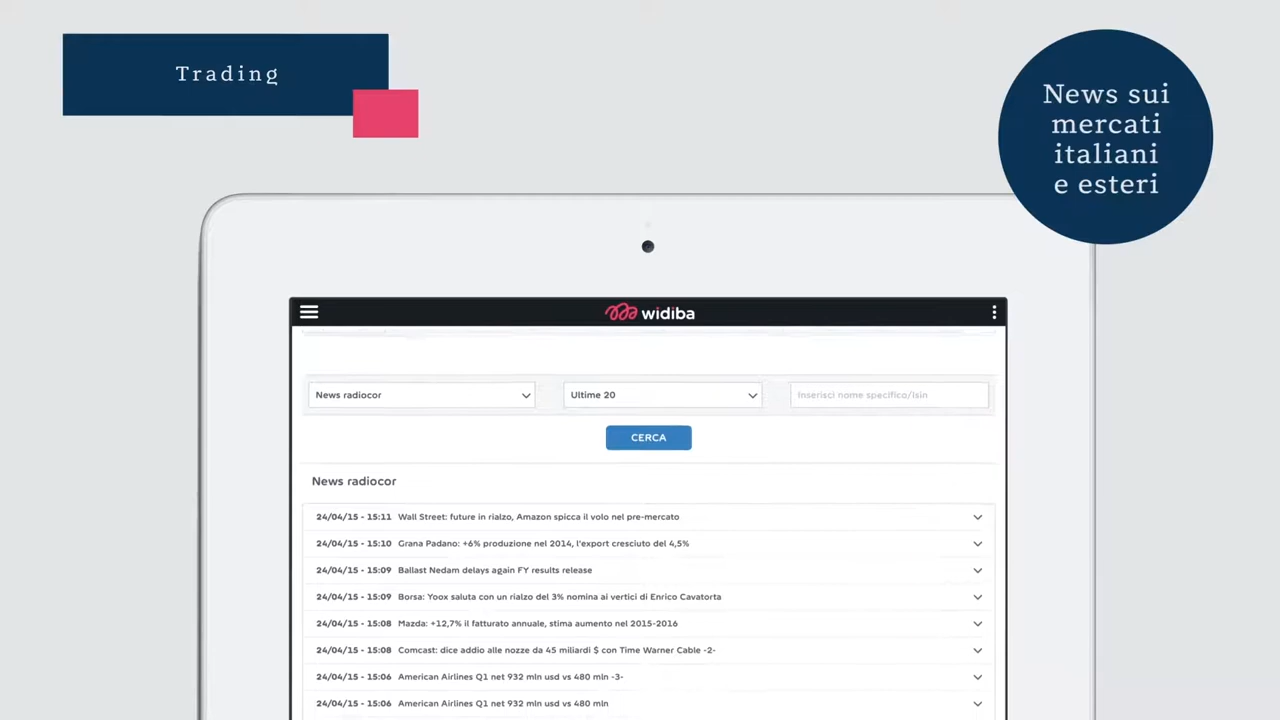 Trading
News sui
mercati
italiani
e esteri
widiba
News radiocor
Ultime 20
Inserisci nome specifico/Isin
CERCA
News radiocor
24/04/15 - 15:11 Wall Street: future in rialzo, Amazon spicca il volo nel pre-mercato
24/04/15 - 15:10 Grana Padano: +6% produzione nel 2014, l'export cresciuto del 4,5%
24/04/15 - 15:09 Ballast Nedam delays again FY results release
24/04/15 - 15:09 Borsa: Yoox saluta con un rialzo del 3% nomina ai vertici di Enrico Cavatorta
24/04/15 - 15:08 Mazda: +12,7% il fatturato annuale, stima aumento nel 2015-2016
24/04/15 - 15:08 Comcast: dice addio alle nozze da 45 miliardi $ con Time Warner Cable -2-
24/04/15 - 15:06 American Airlines Q1 net 932 mln usd vs 480 mln -3-
24/04/15 - 15:06 American Airlines Q1 net 932 mln usd vs 480 mln